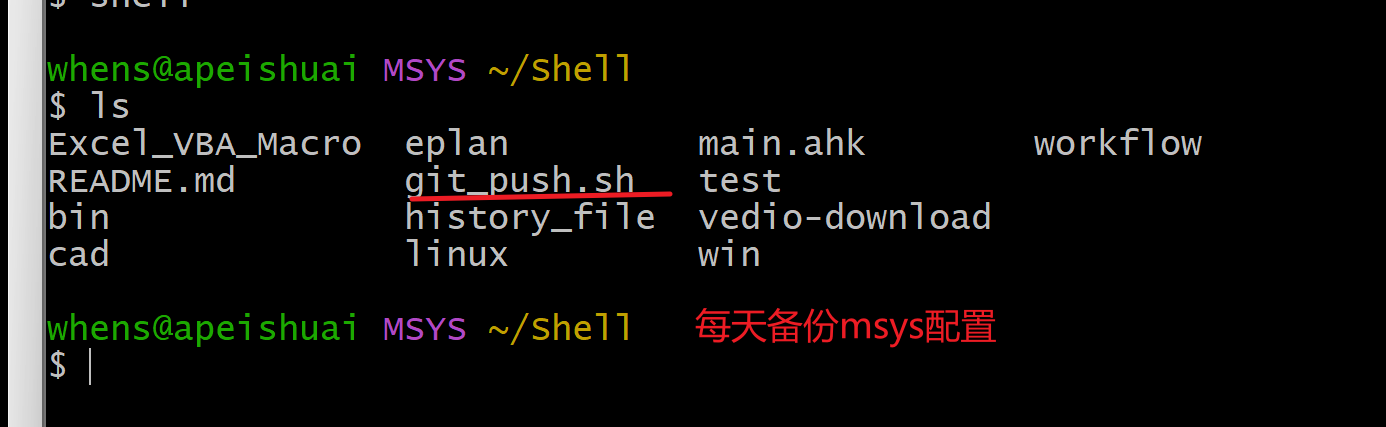 $ shell
whens@apeishuai MSYS ~/Shell
$ ls
Excel_VBA_Macro eplan main.ahk workflow
README.md git_push.sh test
bin history_file vedio-download
cad linux win
whens@apeishuai MSYS ~/Shell 每天备份msys配置
$